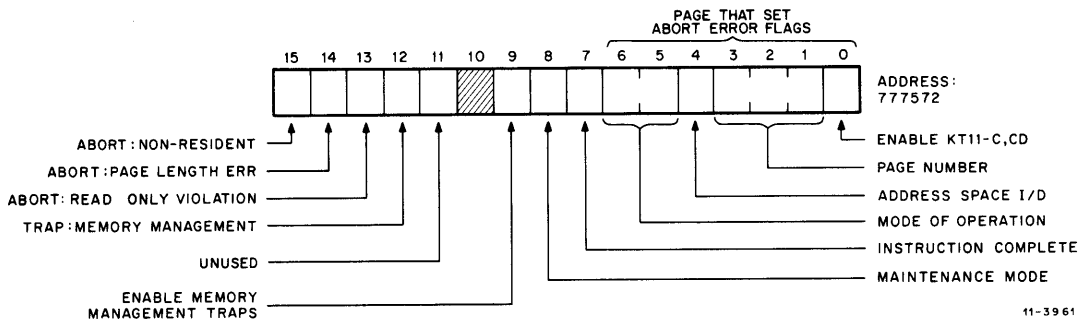 PAGE THAT SET
ABORT ERROR FLAGS
15 14 13 12 11 10 9 8 7 6 5 4 3 2 1 0
ADDRESS:
777572
ABORT:NON-RESIDENT
ABORT:PAGE LENGTH ERR
ABORT:READ ONLY VIOLATION
TRAP:MEMORY MANAGEMENT
UNUSED
ENABLE MEMORY
MANAGEMENT TRAPS
ENABLE KT11-C,CD
PAGE NUMBER
ADDRESS SPACE I/D
MODE OF OPERATION
INSTRUCTION COMPLETE
MAINTENANCE MODE
11-3961